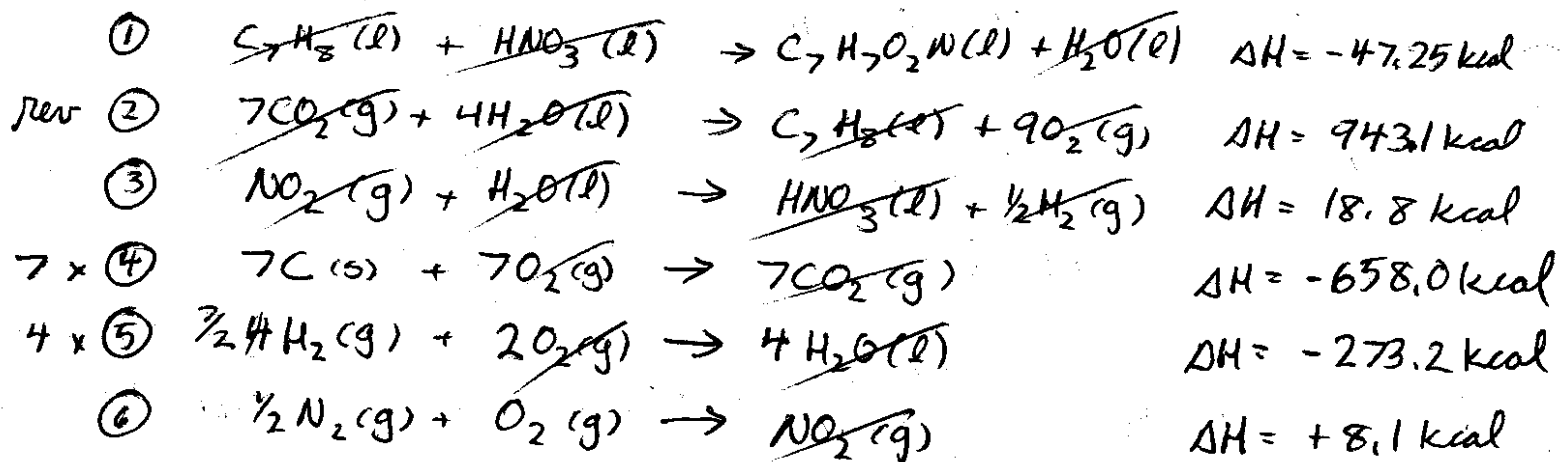 ① C₇H₈(l) + HNO₃(l) → C₇H₇O₂N(l) + H₂O(l) ΔH = -47.25 kcal
rev ② 7CO₂(g) + 4H₂O(l) → C₇H₈(l) + 9O₂(g) ΔH = 943.1 kcal
③ NO₂(g) + H₂O(l) → HNO₃(l) + ½H₂(g) ΔH = 18.8 kcal
7 x ④ 7C(s) + 7O₂(g) → 7CO₂(g) ΔH = -658.0 kcal
4 x ⑤ 7/2 4H₂(g) + 2O₂(g) → 4H₂O(l) ΔH = -273.2 kcal
⑥ ½N₂(g) + O₂(g) → NO₂(g) ΔH = +8.1 kcal